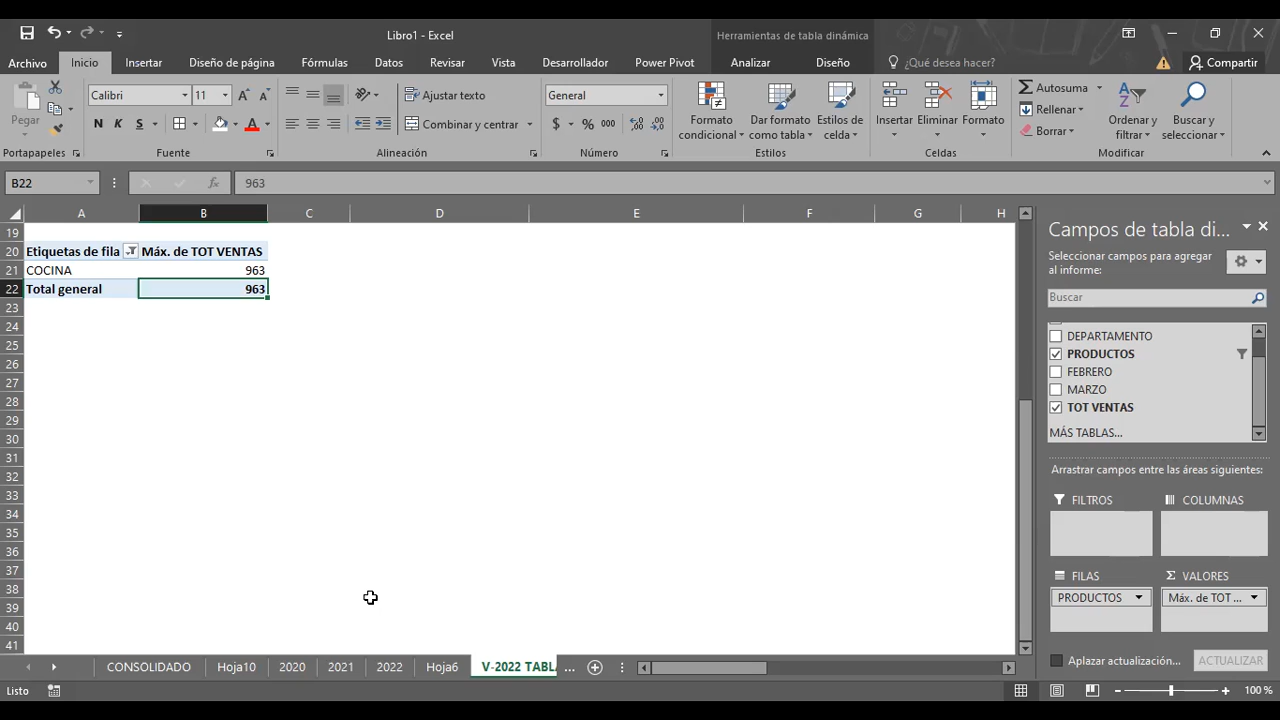 Libro1 - Excel
Herramientas de tabla dinámica
Archivo Inicio Insertar Diseño de página Fórmulas Datos Revisar Vista Desarrollador Power Pivot Analizar Diseño ¿Qué desea hacer? Compartir
Pegar
Portapapeles
Calibri 11
N K S
Fuente
Ajustar texto
Combinar y centrar
Alineación
General
$ % 000
Número
Formato condicional
Dar formato como tabla
Estilos de celda
Estilos
Insertar Eliminar Formato
Celdas
Autosuma
Rellenar
Borrar
Ordenar y filtrar
Buscar y seleccionar
Modificar
B22 fx 963
A B C D E F G H
19
20 Etiquetas de fila Máx. de TOT VENTAS
21 COCINA 963
22 Total general 963
23
24
25
26
27
28
29
30
31
32
33
34
35
36
37
38
39
40
41
Campos de tabla di...
Seleccionar campos para agregar
al informe:
Buscar
DEPARTAMENTO
PRODUCTOS
FEBRERO
MARZO
TOT VENTAS
MÁS TABLAS...
Arrastrar campos entre las áreas siguientes:
FILTROS COLUMNAS
FILAS Σ VALORES
PRODUCTOS Máx. de TOT ...
Aplazar actualización... ACTUALIZAR
CONSOLIDADO Hoja10 2020 2021 2022 Hoja6 V-2022 TABLA ...
Listo 100 %